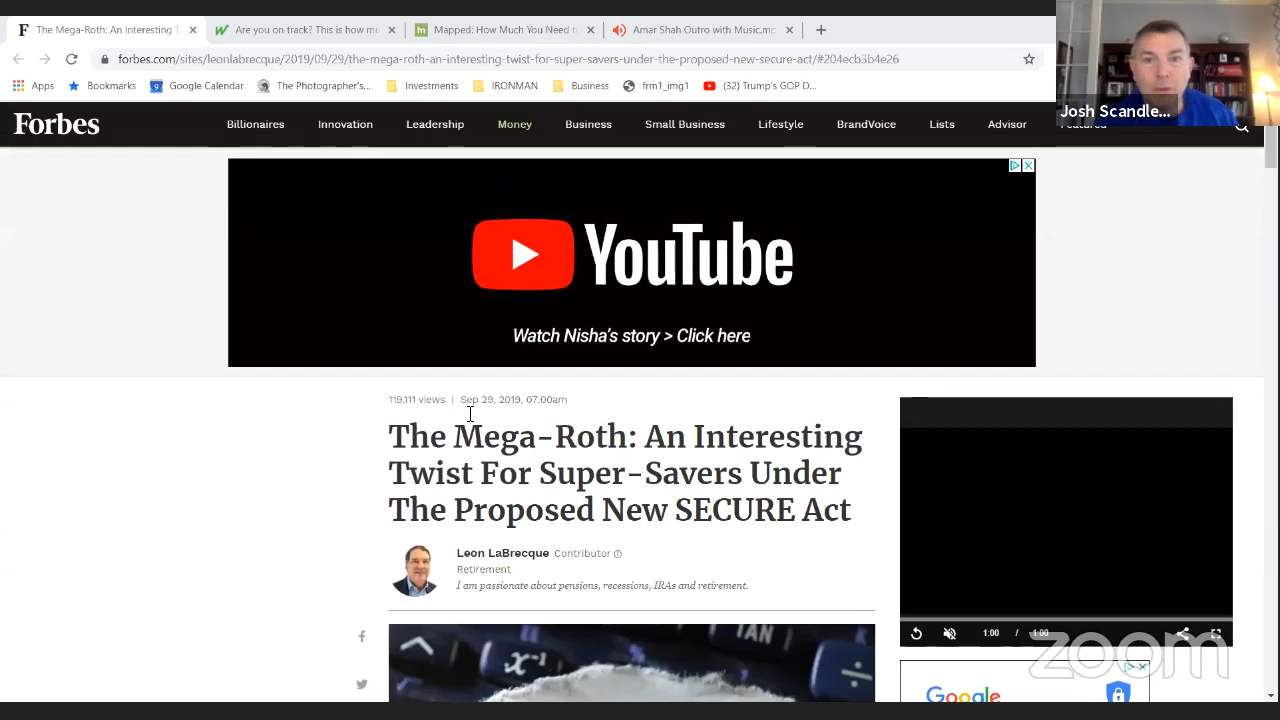 The Mega-Roth: An Interesting T
Are you on track? This is how mu
Mapped: How Much You Need t
Amar Shah Outro with Music.mp
forbes.com/sites/leonlabrecque/2019/09/29/the-mega-roth-an-interesting-twist-for-super-savers-under-the-proposed-new-secure-act/#204ecb3b4e26
Apps Bookmarks Google Calendar The Photographer'... Investments IRONMAN Business frm1_img1 (32) Trump's GOP D...
Josh Scandle...
Forbes Billionaires Innovation Leadership Money Business Small Business Lifestyle BrandVoice Lists Advisor Featured
YouTube
Watch Nisha's story > Click here
119,111 views | Sep 29, 2019, 07:00am
The Mega-Roth: An Interesting
Twist For Super-Savers Under
The Proposed New SECURE Act
Leon LaBrecque Contributor
Retirement
I am passionate about pensions, recessions, IRAs and retirement.
1:00 / 1:00
zoom
TAN
x⁻¹
÷
Google